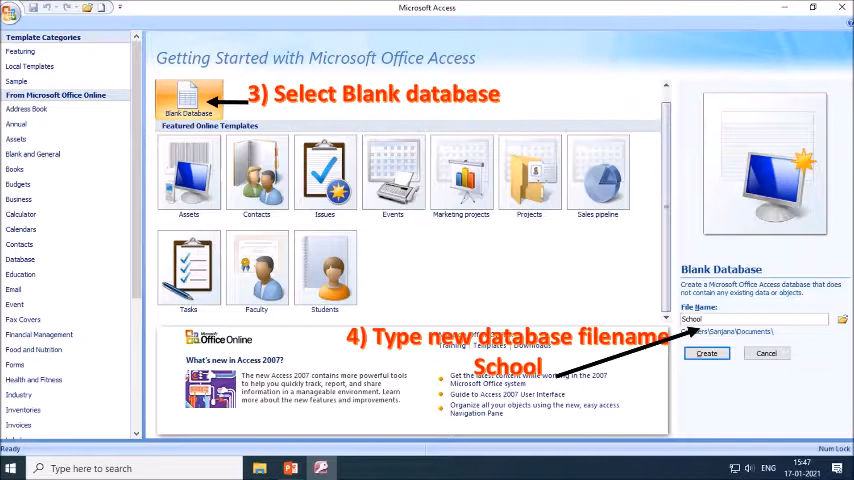 Microsoft Access
Template Categories
Featuring
Local Templates
Sample
From Microsoft Office Online
Address Book
Annual
Assets
Blank and General
Books
Budgets
Business
Calculator
Calendars
Contacts
Database
Education
Email
Event
Fax Covers
Financial Management
Food and Nutrition
Forms
Health and Fitness
Industry
Inventories
Invoices
Getting Started with Microsoft Office Access
Blank Database
3) Select Blank database
Featured Online Templates
Assets
Contacts
Issues
Events
Marketing projects
Projects
Sales pipeline
Tasks
Faculty
Students
Microsoft
Office Online
4) Type new database filename
School
Training
Templates
Downloads
What's new in Access 2007?
The new Access 2007 contains more powerful tools
to help you quickly track, report, and share
information in a manageable environment. Learn
more about the new features and improvements.
Get the latest content while working in the 2007
Microsoft Office system
Guide to Access 2007 User Interface
Organize all your objects using the new, easy access
Navigation Pane
Blank Database
Create a Microsoft Office Access database that does
not contain any existing data or objects.
File Name:
School
\Sanjana\Documents\
Create
Cancel
Ready
Num Lock
Type here to search
ENG
15:47
17-01-2021